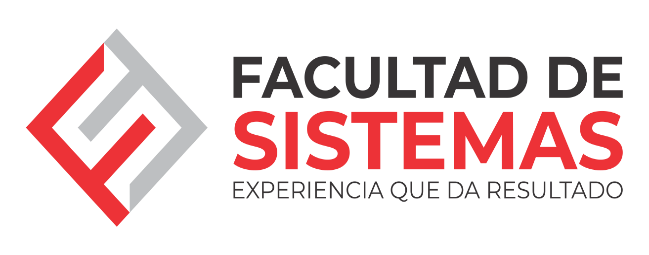 FACULTAD DE
SISTEMAS
EXPERIENCIA QUE DA RESULTADO